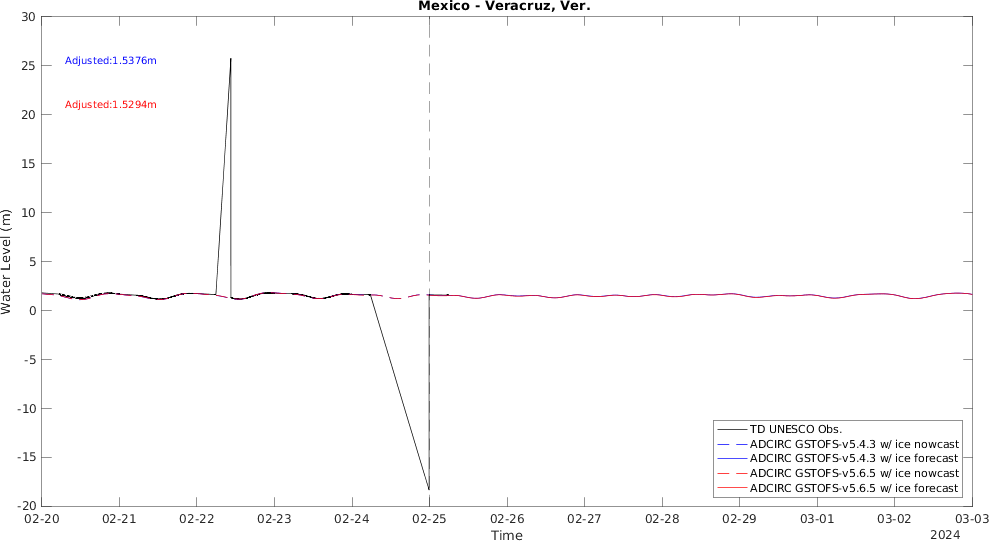 Mexico - Veracruz, Ver.
30
25
20
15
10
5
0
-5
-10
-15
-20
Water Level (m)
Adjusted:1.5376m
Adjusted:1.5294m
TD UNESCO Obs.
ADCIRC GSTOFS-v5.4.3 w/ ice nowcast
ADCIRC GSTOFS-v5.4.3 w/ ice forecast
ADCIRC GSTOFS-v5.6.5 w/ ice nowcast
ADCIRC GSTOFS-v5.6.5 w/ ice forecast
02-20 02-21 02-22 02-23 02-24 02-25 02-26 02-27 02-28 02-29 03-01 03-02 03-03
Time
2024